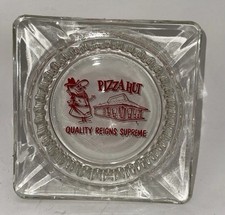 PIZZA HUT
QUALITY REIGNS SUPREME